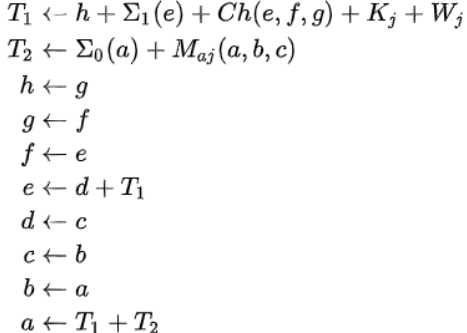 T₁ ← h + Σ₁(e) + Ch(e, f, g) + Kⱼ + Wⱼ
T₂ ← Σ₀(a) + Mₐⱼ(a, b, c)
h ← g
g ← f
f ← e
e ← d + T₁
d ← c
c ← b
b ← a
a ← T₁ + T₂